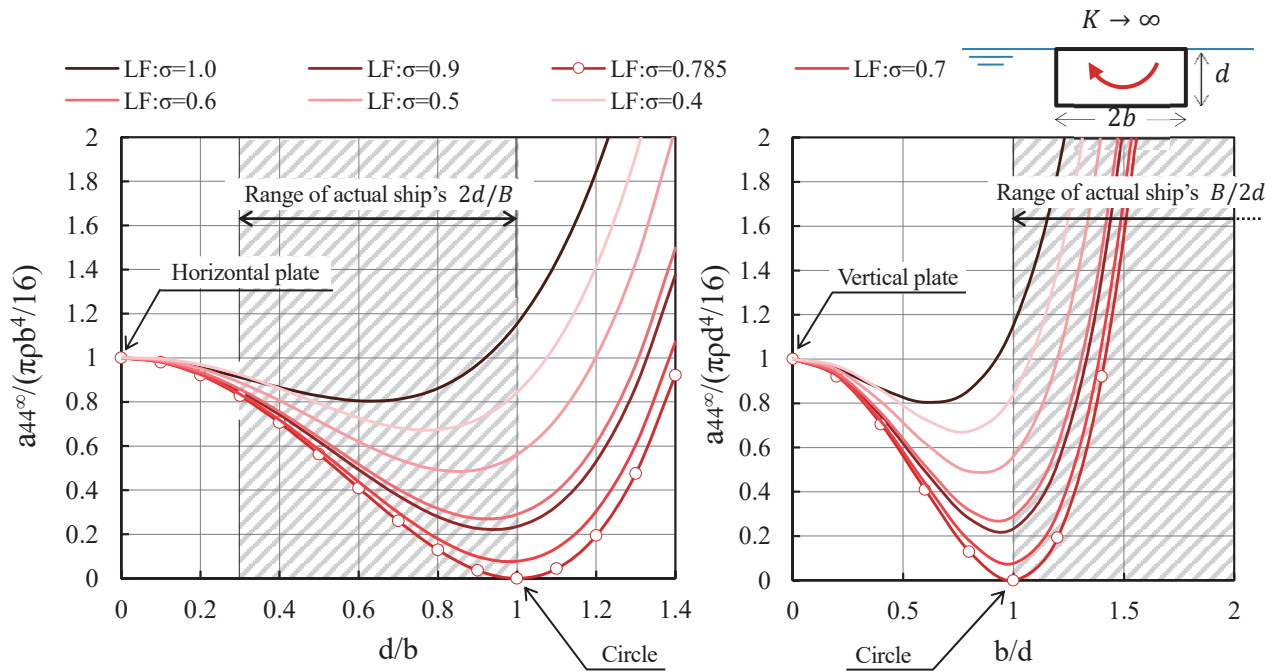 K → ∞
LF:σ=1.0 LF:σ=0.9 LF:σ=0.785 LF:σ=0.7
LF:σ=0.6 LF:σ=0.5 LF:σ=0.4
d
2b
a44∞/(πρb⁴/16)
2
1.8
1.6
1.4
1.2
1
0.8
0.6
0.4
0.2
0
Range of actual ship's 2d/B
Horizontal plate
0 0.2 0.4 0.6 0.8 1 1.2 1.4
d/b
Circle
a44∞/(πρd⁴/16)
2
1.8
1.6
1.4
1.2
1
0.8
0.6
0.4
0.2
0
Range of actual ship's B/2d
Vertical plate
0 0.5 1 1.5 2
b/d
Circle